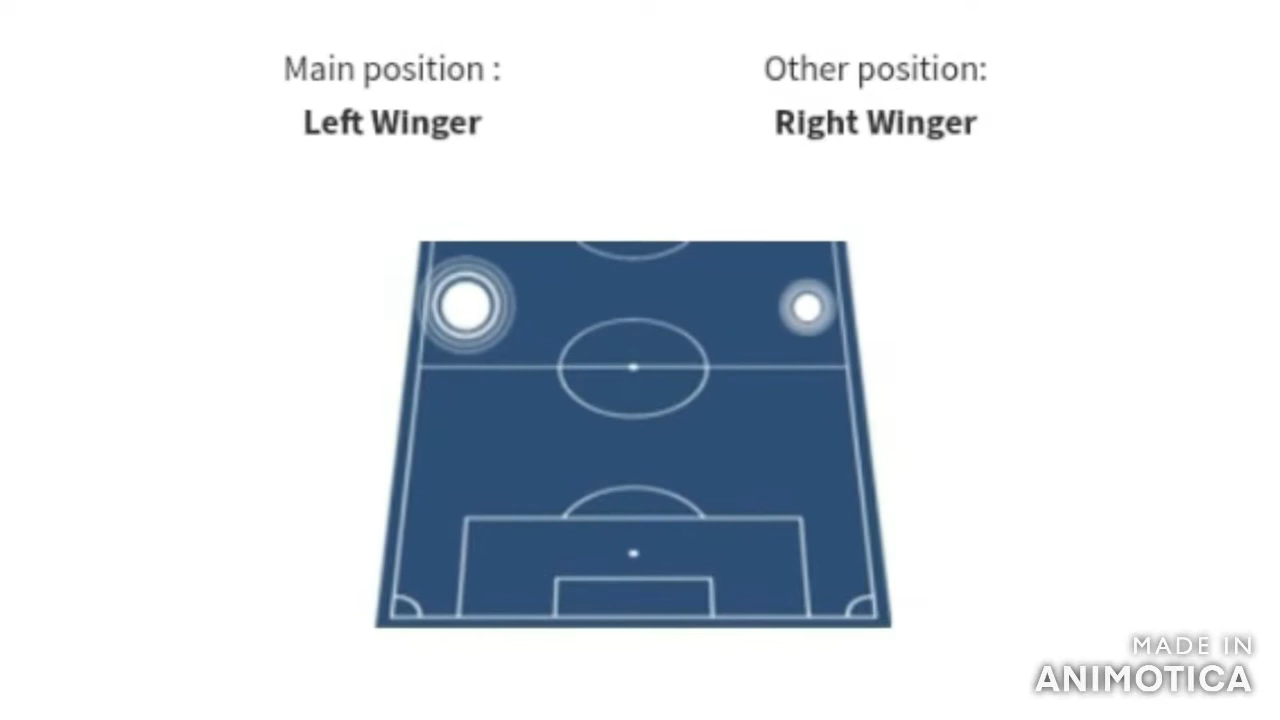 Main position :
Left Winger
Other position:
Right Winger
MADE IN
ANIMOTICA